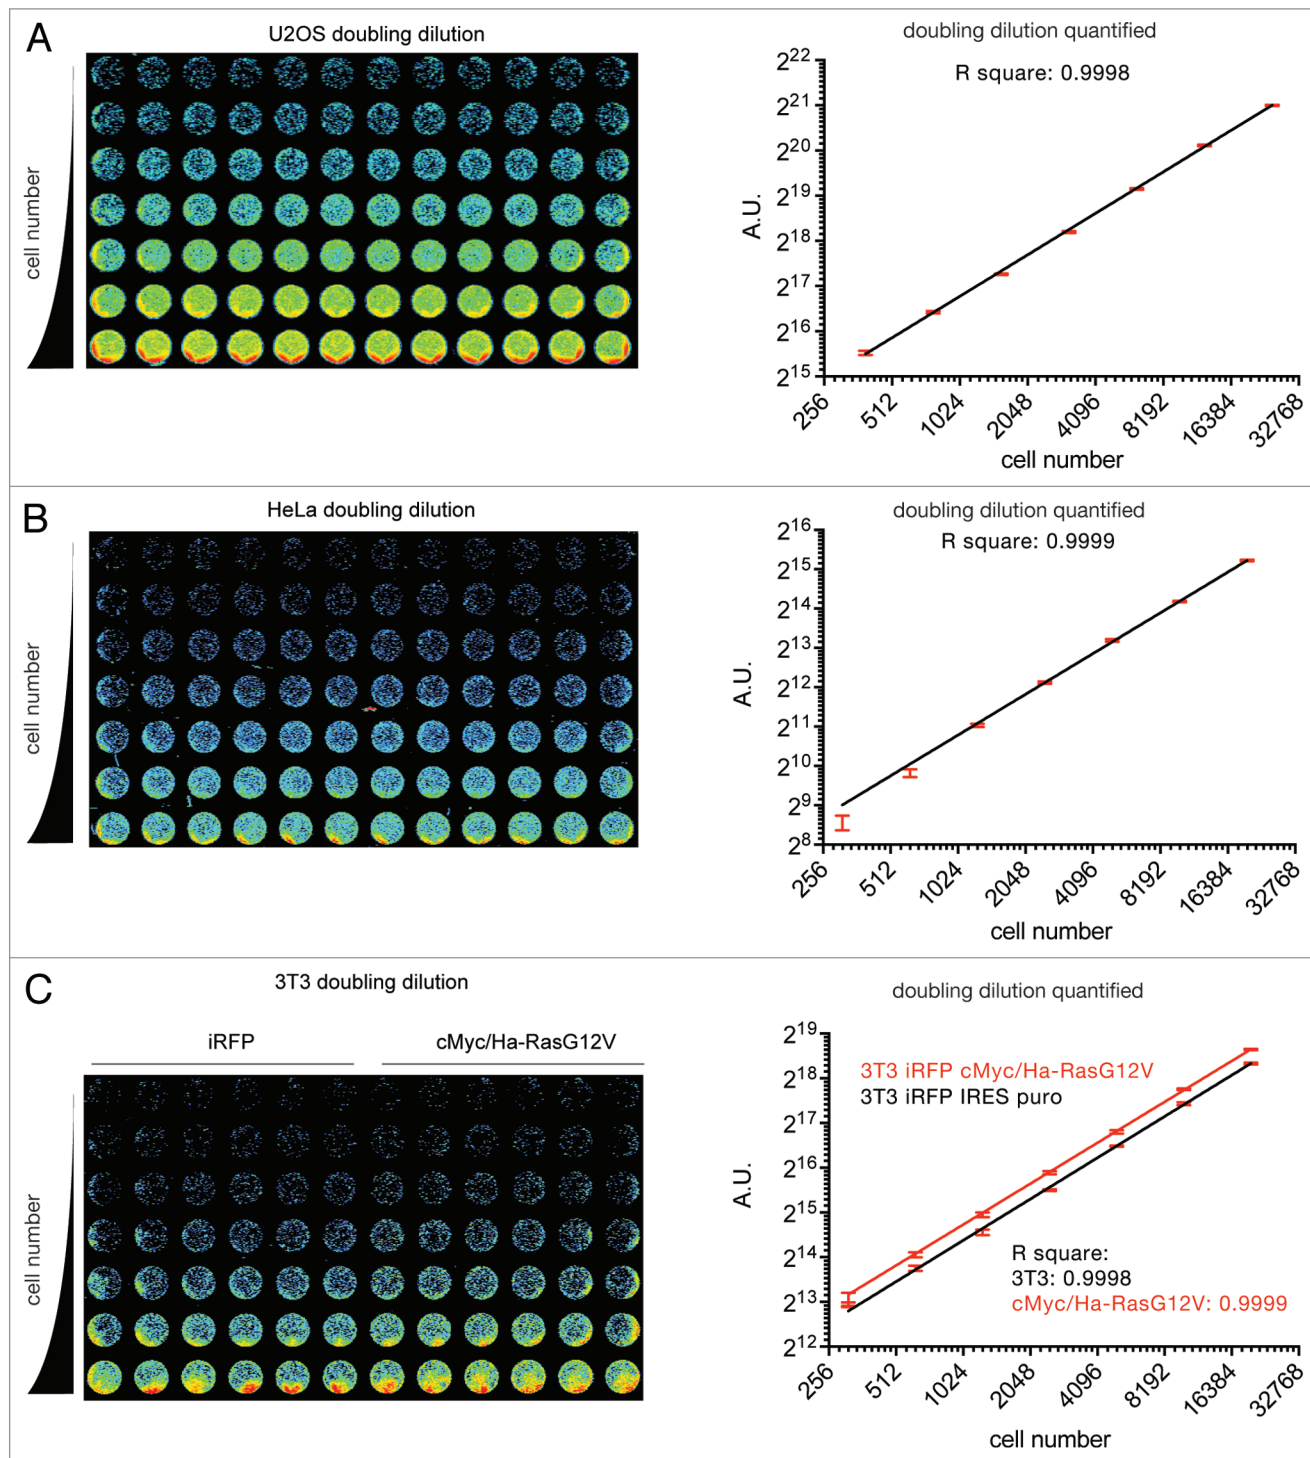 A
U2OS doubling dilution
cell number
doubling dilution quantified
R square: 0.9998
A.U.
2^22
2^21
2^20
2^19
2^18
2^17
2^16
2^15
256
512
1024
2048
4096
8192
16384
32768
cell number
B
HeLa doubling dilution
cell number
doubling dilution quantified
R square: 0.9999
A.U.
2^16
2^15
2^14
2^13
2^12
2^11
2^10
2^9
2^8
256
512
1024
2048
4096
8192
16384
32768
cell number
C
3T3 doubling dilution
iRFP
cMyc/Ha-RasG12V
cell number
doubling dilution quantified
A.U.
2^19
2^18
2^17
2^16
2^15
2^14
2^13
2^12
3T3 iRFP cMyc/Ha-RasG12V
3T3 iRFP IRES puro
R square:
3T3: 0.9998
cMyc/Ha-RasG12V: 0.9999
256
512
1024
2048
4096
8192
16384
32768
cell number